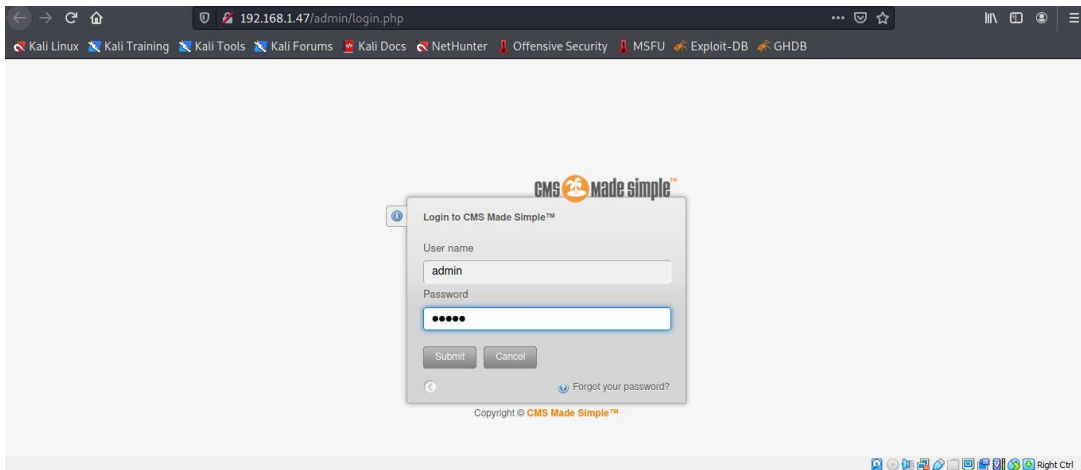 192.168.1.47/admin/login.php
Kali Linux Kali Training Kali Tools Kali Forums Kali Docs NetHunter Offensive Security MSFU Exploit-DB GHDB
CMS made simple™
Login to CMS Made Simple™
User name
admin
Password
•••••
Submit Cancel
Forgot your password?
Copyright © CMS Made Simple™
Right Ctrl